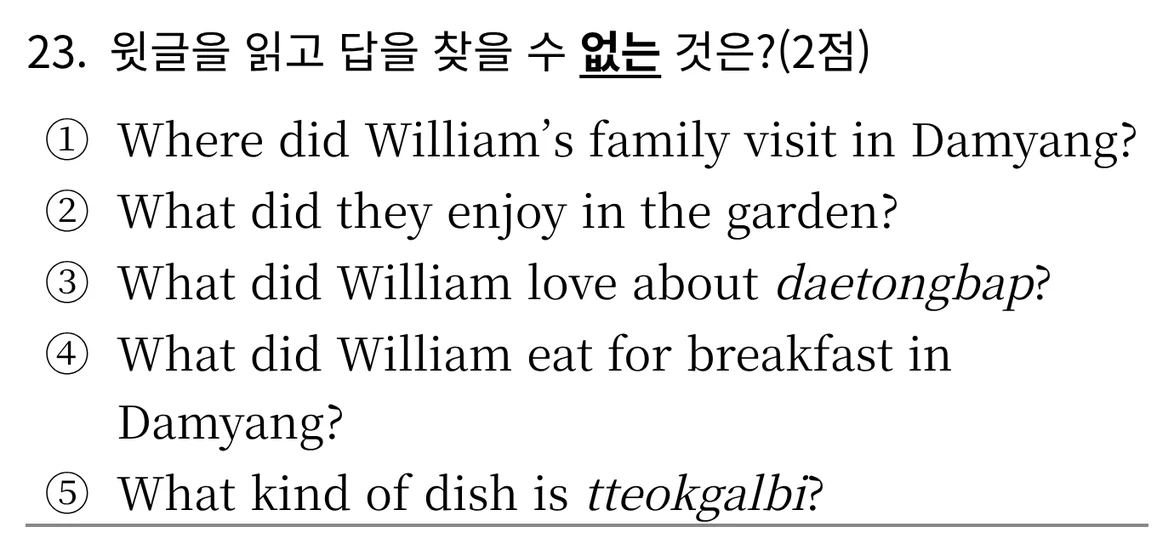 23. 윗글을 읽고 답을 찾을 수 없는 것은?(2점)
① Where did William’s family visit in Damyang?
② What did they enjoy in the garden?
③ What did William love about daetongbap?
④ What did William eat for breakfast in
Damyang?
⑤ What kind of dish is tteokgalbi?